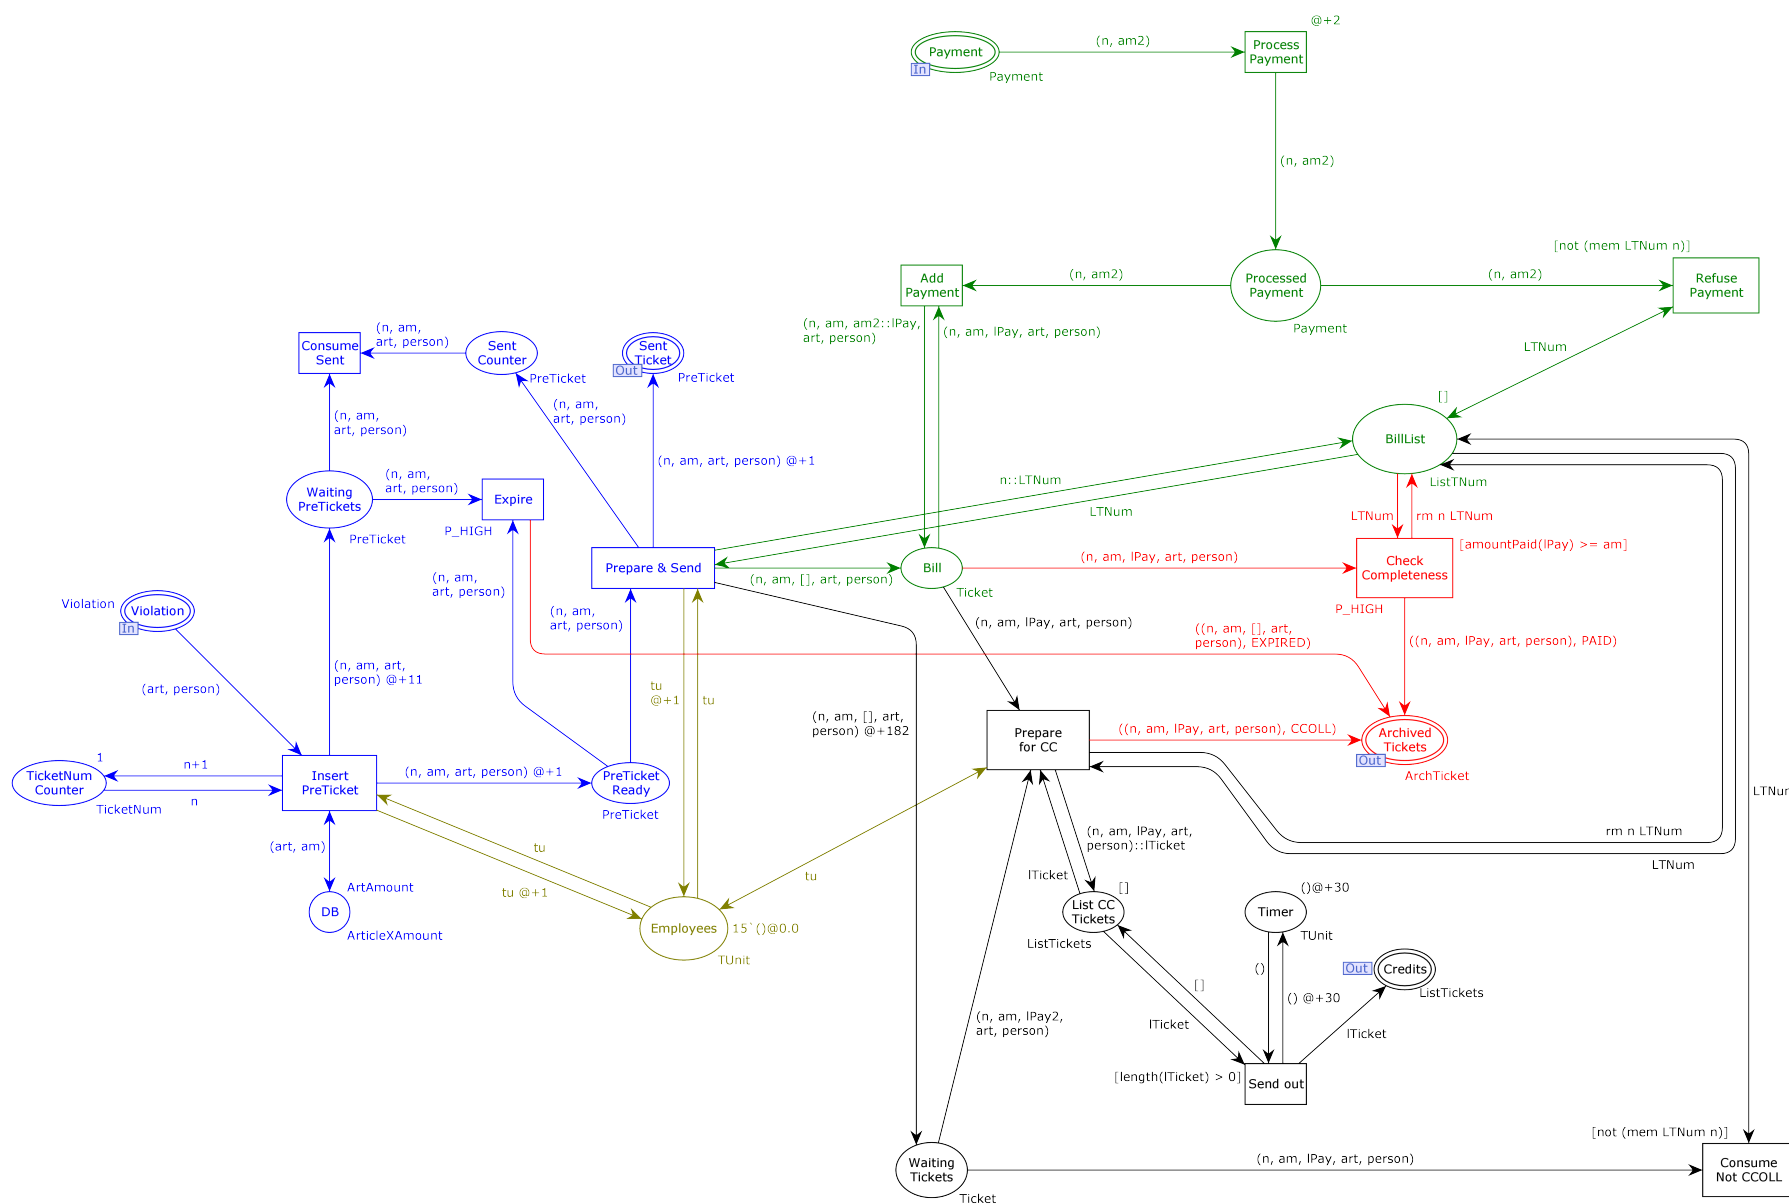 @+2
Payment
In
Payment
(n, am2)
Process
Payment
(n, am2)
[not (mem LTNum n)]
Add
Payment
(n, am2)
Processed
Payment
Payment
(n, am2)
Refuse
Payment
(n, am, am2::lPay,
art, person)
(n, am, lPay, art, person)
LTNum
Consume
Sent
(n, am,
art, person)
Sent
Counter
PreTicket
Sent
Ticket
Out
PreTicket
[]
BillList
ListTNum
(n, am,
art, person)
(n, am,
art, person)
(n, am, art, person) @+1
Waiting
PreTickets
PreTicket
(n, am,
art, person)
Expire
P_HIGH
n::LTNum
LTNum
LTNum
rm n LTNum
Prepare & Send
(n, am, [], art, person)
Bill
Ticket
(n, am, lPay, art, person)
Check
Completeness
[amountPaid(lPay) >= am]
P_HIGH
Violation
Violation
In
(n, am,
art, person)
(n, am,
art, person)
(n, am, lPay, art, person)
((n, am, [], art,
person), EXPIRED)
((n, am, lPay, art, person), PAID)
(art, person)
(n, am, art,
person) @+11
tu
@+1
tu
(n, am, [], art,
person) @+182
Prepare
for CC
((n, am, lPay, art, person), CCOLL)
Archived
Tickets
Out
ArchTicket
1
TicketNum
Counter
TicketNum
n+1
n
Insert
PreTicket
(n, am, art, person) @+1
PreTicket
Ready
PreTicket
LTNur
(art, am)
tu
tu @+1
tu
(n, am, lPay, art,
person)::lTicket
lTicket
rm n LTNum
LTNum
ArtAmount
DB
ArticleXAmount
Employees
15`()@0.0
TUnit
[]
List CC
Tickets
ListTickets
()@+30
Timer
TUnit
()
() @+30
[]
lTicket
Out
Credits
ListTickets
lTicket
(n, am, lPay2,
art, person)
[length(lTicket) > 0]
Send out
[not (mem LTNum n)]
Waiting
Tickets
Ticket
(n, am, lPay, art, person)
Consume
Not CCOLL